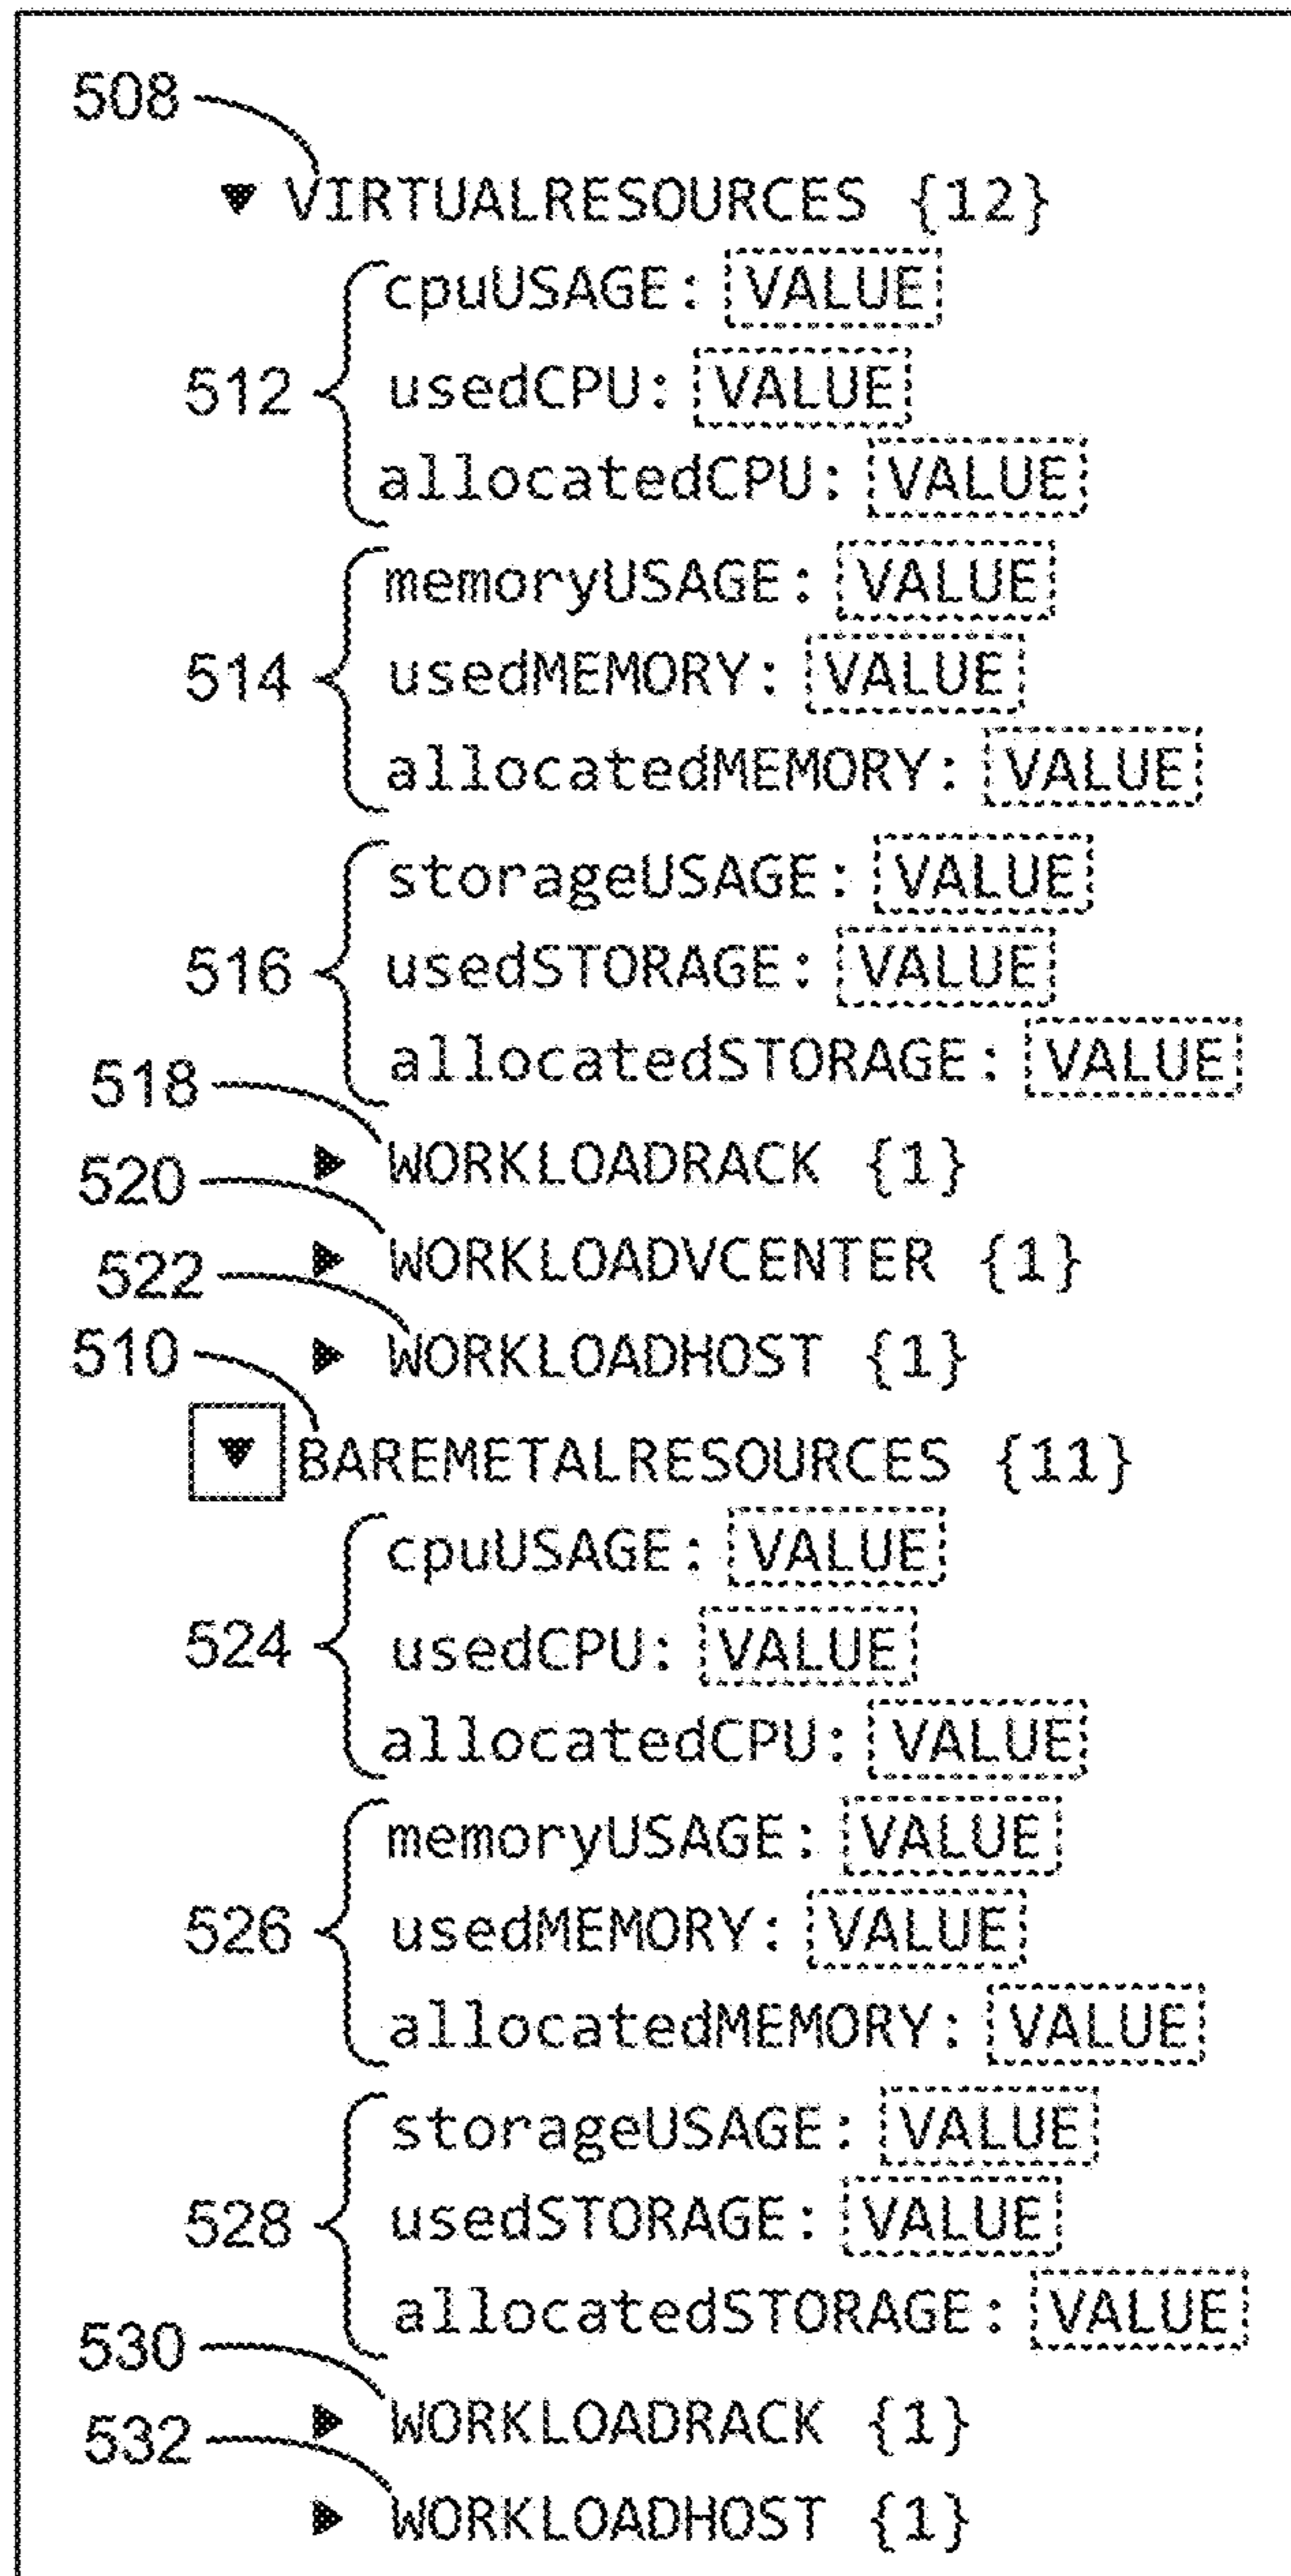 508
▼ VIRTUALRESOURCES {12}
cpuUSAGE: VALUE
512 usedCPU: VALUE
allocatedCPU: VALUE
memoryUSAGE: VALUE
514 usedMEMORY: VALUE
allocatedMEMORY: VALUE
storageUSAGE: VALUE
516 usedSTORAGE: VALUE
allocatedSTORAGE: VALUE
518
▶ WORKLOADRACK {1}
520
▶ WORKLOADVCENTER {1}
522
▶ WORKLOADHOST {1}
510
▼ BAREMETALRESOURCES {11}
cpuUSAGE: VALUE
524 usedCPU: VALUE
allocatedCPU: VALUE
memoryUSAGE: VALUE
526 usedMEMORY: VALUE
allocatedMEMORY: VALUE
storageUSAGE: VALUE
528 usedSTORAGE: VALUE
allocatedSTORAGE: VALUE
530
▶ WORKLOADRACK {1}
532
▶ WORKLOADHOST {1}